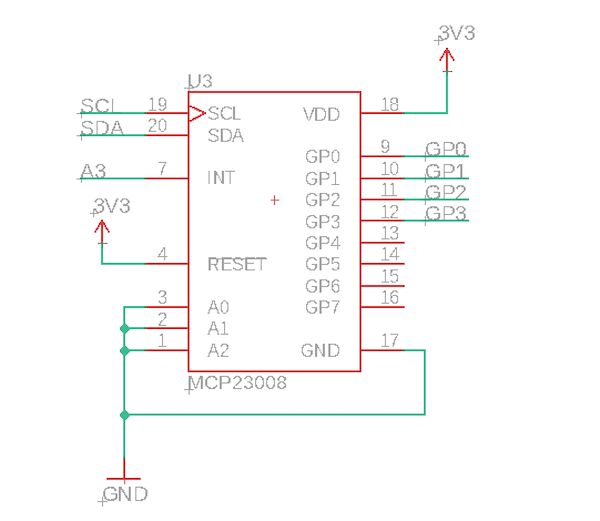 3V3
U3
SCL 19 SCL VDD 18
SDA 20 SDA
GP0 9 GP0
A3 7 INT GP1 10 GP1
GP2 11 GP2
3V3 GP3 12 GP3
GP4 13
4 RESET GP5 14
GP6 15
3 A0 GP7 16
2 A1
1 A2 GND 17
MCP23008
GND